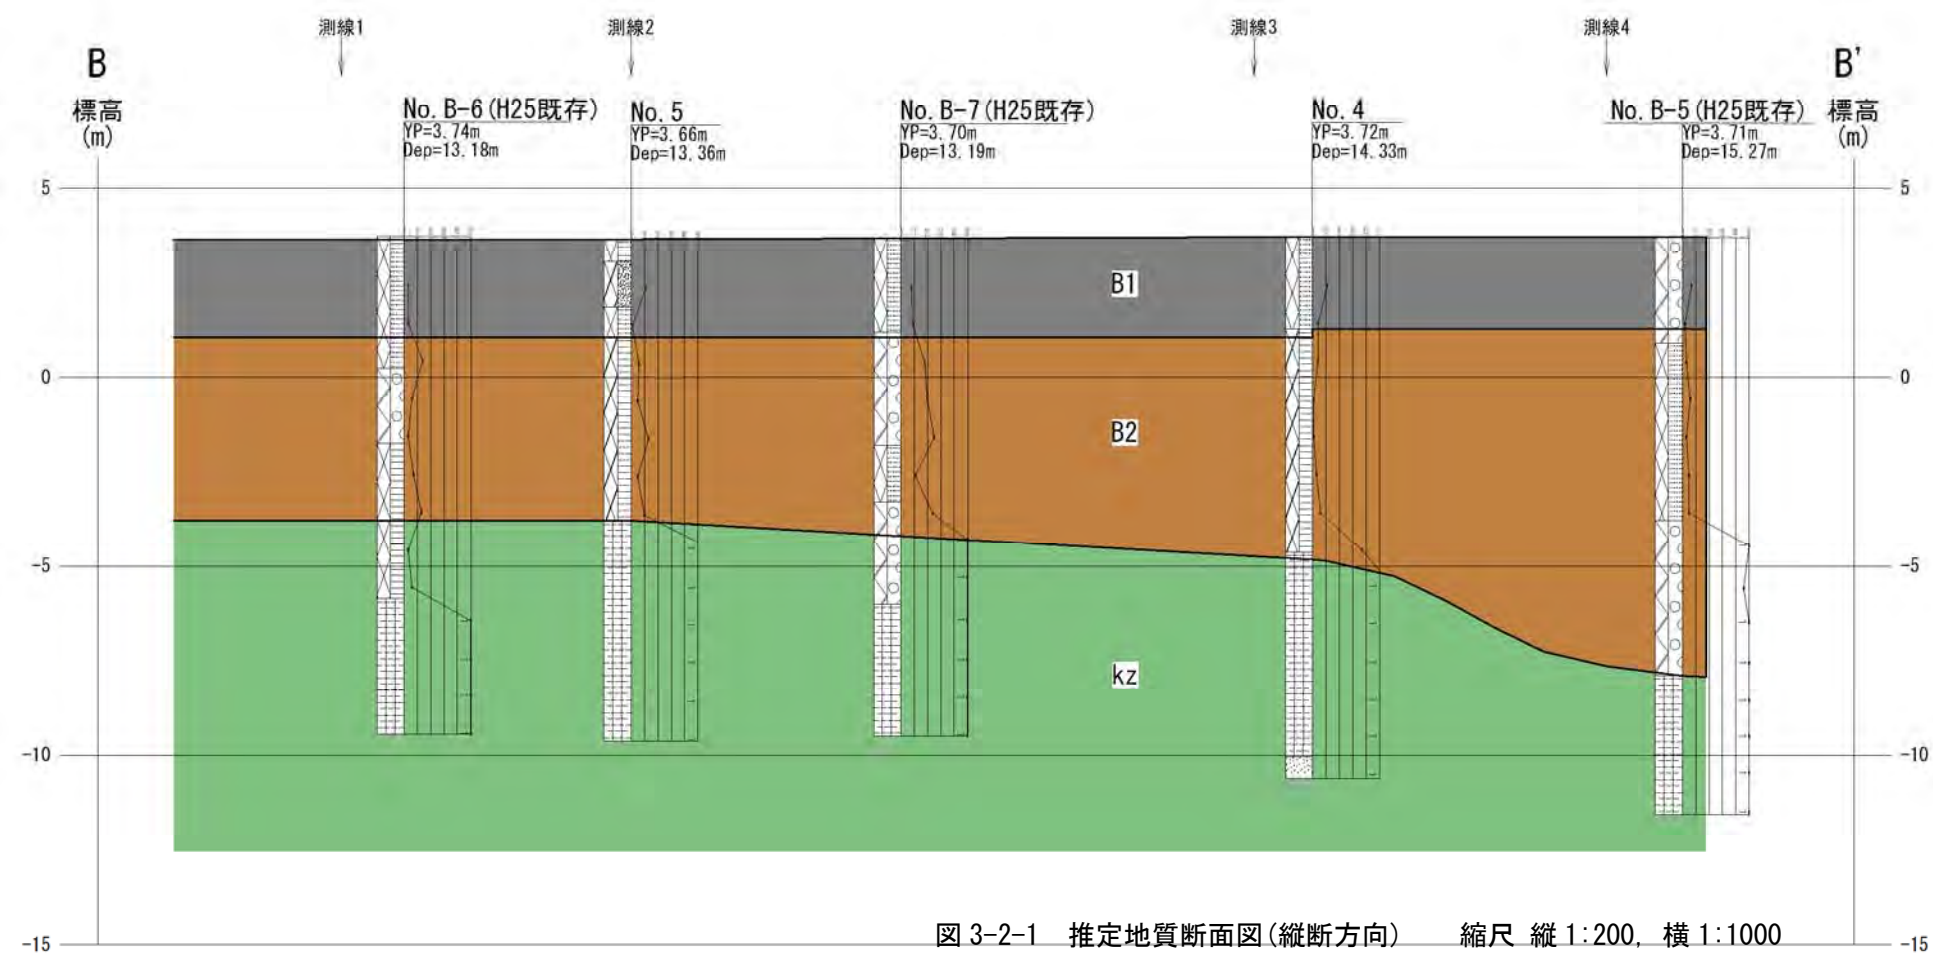 測線1
測線2
測線3
測線4
B
B'
標高
(m)
No. B-6(H25既存)
YP=3.74m
Dep=13.18m
No. 5
YP=3.66m
Dep=13.36m
No. B-7(H25既存)
YP=3.70m
Dep=13.19m
No. 4
YP=3.72m
Dep=14.33m
No. B-5(H25既存)
YP=3.71m
Dep=15.27m
標高
(m)
5
5
B1
0
0
B2
-5
-5
kz
-10
-10
図 3-2-1 推定地質断面図(縦断方向) 縮尺 縦 1:200, 横 1:1000
-15
-15